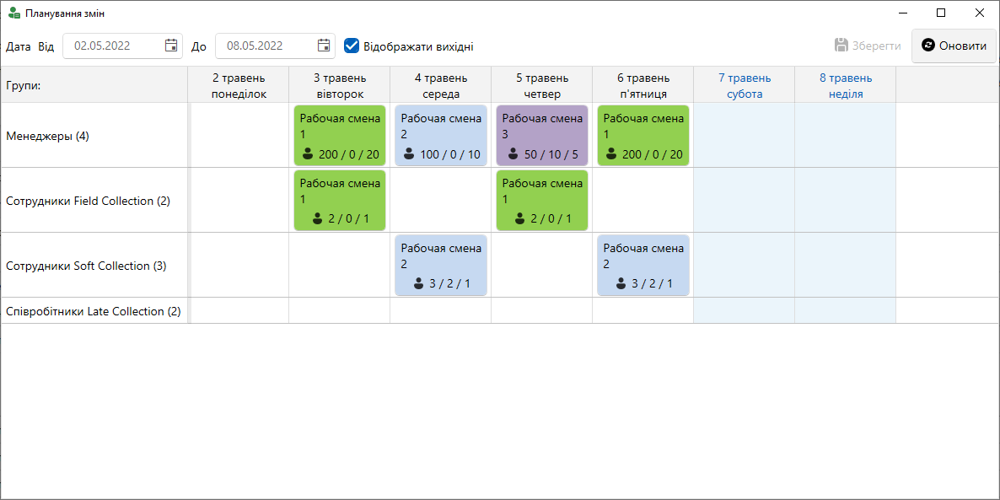 Планування змін
Дата Від 02.05.2022 До 08.05.2022 Відображати вихідні Зберегти Оновити
Групи:
2 травень
понеділок
3 травень
вівторок
4 травень
середа
5 травень
четвер
6 травень
п'ятниця
7 травень
субота
8 травень
неділя
Менеджеры (4)
Рабочая смена
1
200 / 0 / 20
Рабочая смена
2
100 / 0 / 10
Рабочая смена
3
50 / 10 / 5
Рабочая смена
1
200 / 0 / 20
Сотрудники Field Collection (2)
Рабочая смена
1
2 / 0 / 1
Рабочая смена
1
2 / 0 / 1
Сотрудники Soft Collection (3)
Рабочая смена
2
3 / 2 / 1
Рабочая смена
2
3 / 2 / 1
Співробітники Late Collection (2)